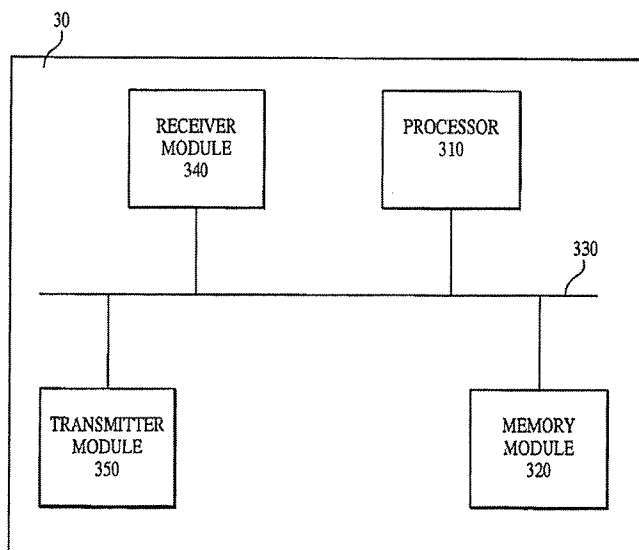 30
RECEIVER
MODULE
340
PROCESSOR
310
330
TRANSMITTER
MODULE
350
MEMORY
MODULE
320